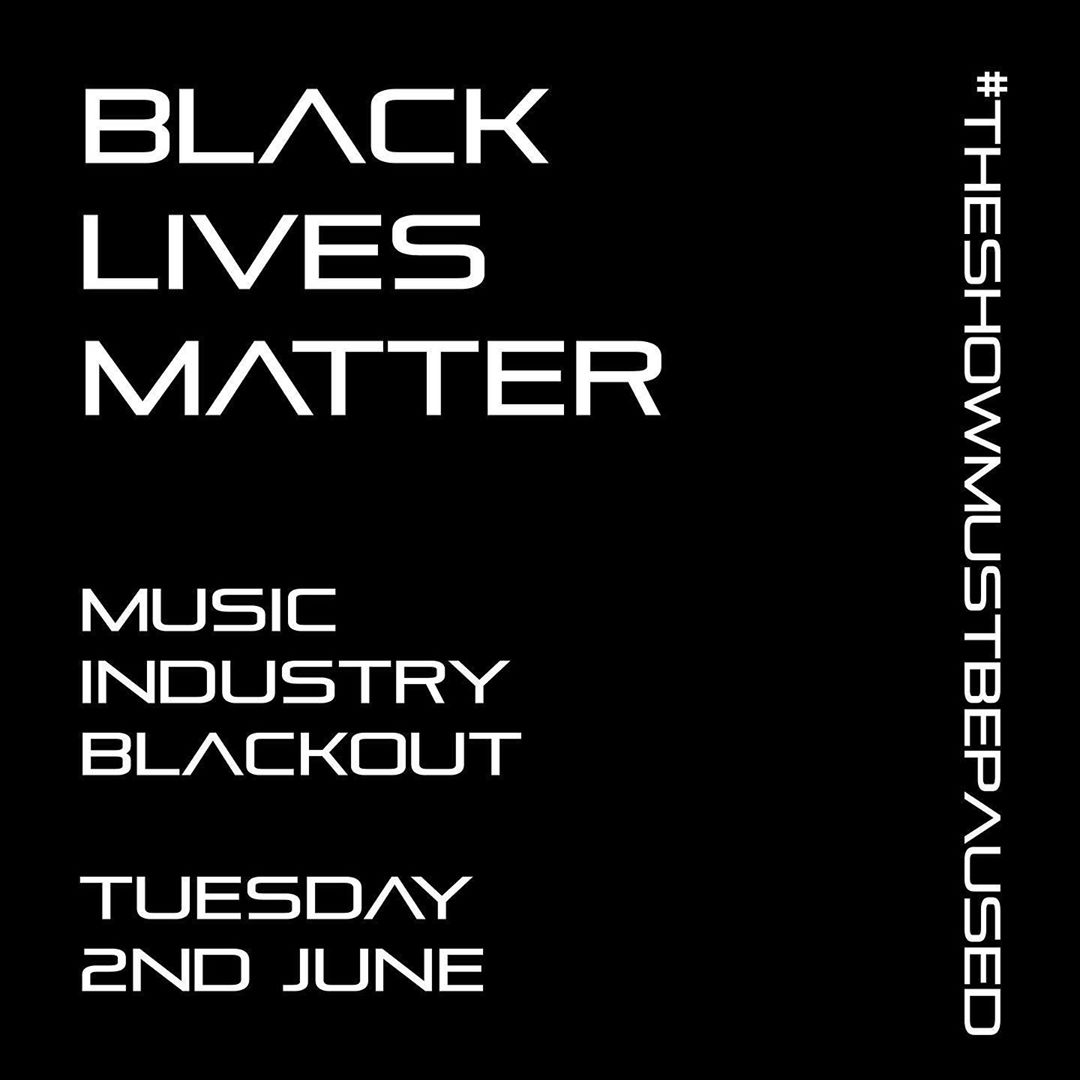 BLACK
LIVES
MATTER
MUSIC
INDUSTRY
BLACKOUT
TUESDAY
2ND JUNE
#THESHOWMUSTBEPAUSED